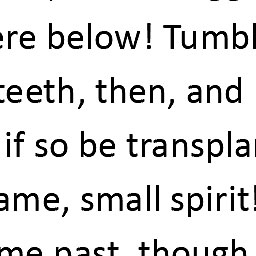 ere below! Tumbl
teeth, then, and
if so be transplan
ame, small spirit!
me past, though